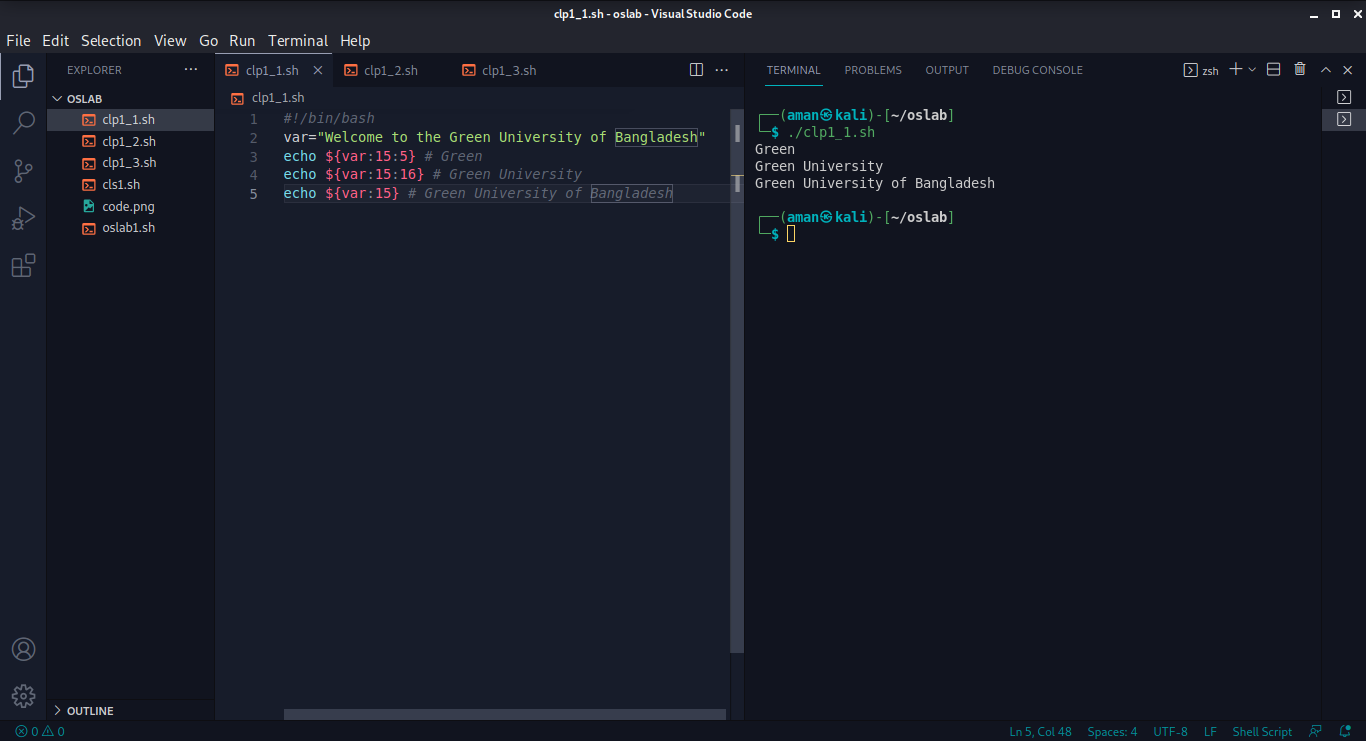 clp1_1.sh - oslab - Visual Studio Code
File Edit Selection View Go Run Terminal Help
EXPLORER
OSLAB
clp1_1.sh
clp1_2.sh
clp1_3.sh
cls1.sh
code.png
oslab1.sh
OUTLINE
clp1_1.sh clp1_2.sh clp1_3.sh
clp1_1.sh
1 #!/bin/bash
2 var="Welcome to the Green University of Bangladesh"
3 echo ${var:15:5} # Green
4 echo ${var:15:16} # Green University
5 echo ${var:15} # Green University of Bangladesh
TERMINAL PROBLEMS OUTPUT DEBUG CONSOLE zsh
┌──(aman㉿kali)-[~/oslab]
└─$ ./clp1_1.sh
Green
Green University
Green University of Bangladesh
┌──(aman㉿kali)-[~/oslab]
└─$
0 0 Ln 5, Col 48 Spaces: 4 UTF-8 LF Shell Script